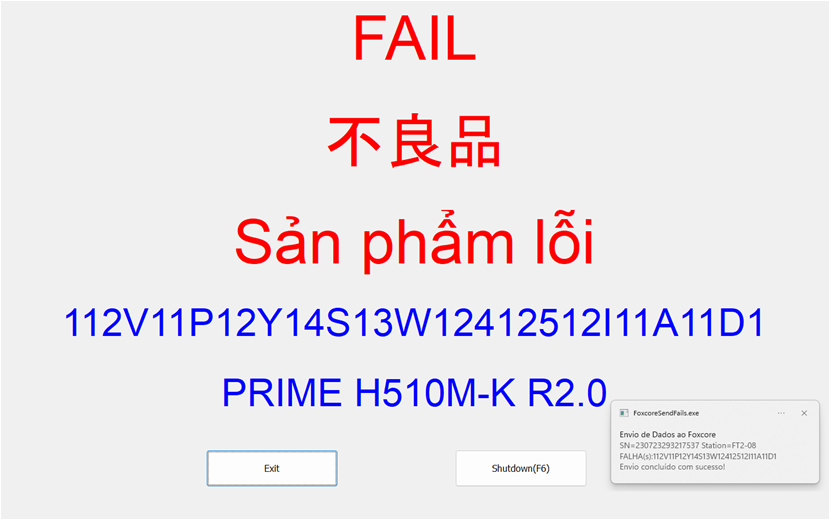 FAIL
不良品
Sản phẩm lỗi
112V11P12Y14S13W12412512I11A11D1
PRIME H510M-K R2.0
Exit
Shutdown(F6)
FoxcoreSendFails.exe
Envio de Dados ao Foxcore
SN=230723293217537 Station=FT2-08
FALHA(s):112V11P12Y14S13W12412512I11A11D1
Envio concluído com sucesso!